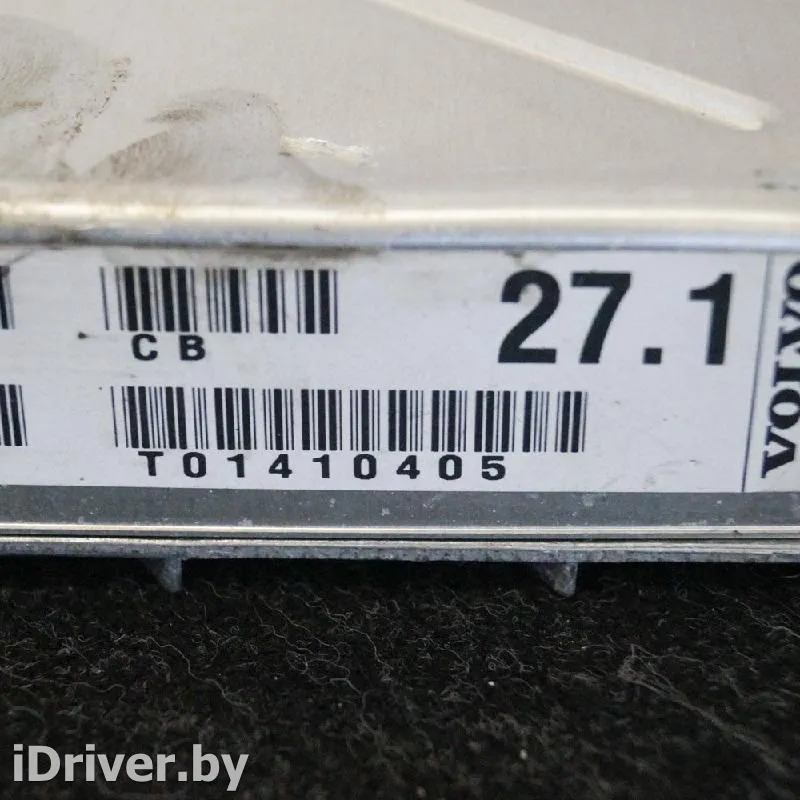 CB
27.1
VOLVO
T01410405
iDriver.by